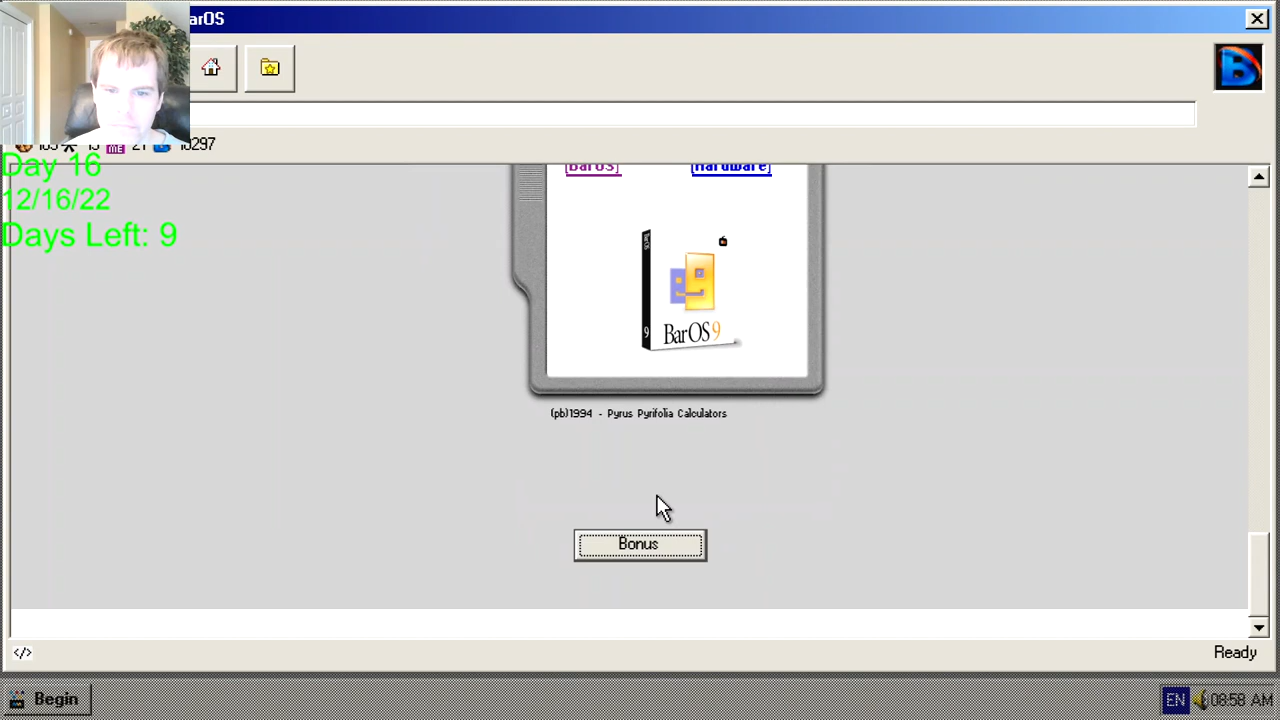 arOS
Day 16
12/16/22
Days Left: 9
[BarOS] [Hardware]
9
BarOS 9
(pb)1994 - Pyrus Pyrifolia Calculators
Bonus
</>
Ready
Begin
EN 08:58 AM